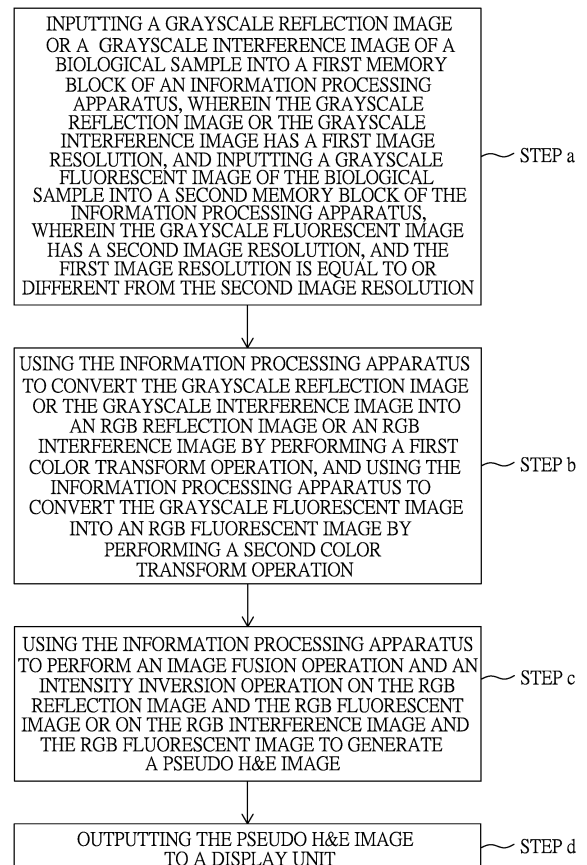 INPUTTING A GRAYSCALE REFLECTION IMAGE
OR A GRAYSCALE INTERFERENCE IMAGE OF A
BIOLOGICAL SAMPLE INTO A FIRST MEMORY
BLOCK OF AN INFORMATION PROCESSING
APPARATUS, WHEREIN THE GRAYSCALE
REFLECTION IMAGE OR THE GRAYSCALE
INTERFERENCE IMAGE HAS A FIRST IMAGE
RESOLUTION, AND INPUTTING A GRAYSCALE
FLUORESCENT IMAGE OF THE BIOLOGICAL
SAMPLE INTO A SECOND MEMORY BLOCK OF THE
INFORMATION PROCESSING APPARATUS,
WHEREIN THE GRAYSCALE FLUORESCENT IMAGE
HAS A SECOND IMAGE RESOLUTION, AND THE
FIRST IMAGE RESOLUTION IS EQUAL TO OR
DIFFERENT FROM THE SECOND IMAGE RESOLUTION
STEP a
USING THE INFORMATION PROCESSING APPARATUS
TO CONVERT THE GRAYSCALE REFLECTION IMAGE
OR THE GRAYSCALE INTERFERENCE IMAGE INTO
AN RGB REFLECTION IMAGE OR AN RGB
INTERFERENCE IMAGE BY PERFORMING A FIRST
COLOR TRANSFORM OPERATION, AND USING THE
INFORMATION PROCESSING APPARATUS TO
CONVERT THE GRAYSCALE FLUORESCENT IMAGE
INTO AN RGB FLUORESCENT IMAGE BY
PERFORMING A SECOND COLOR
TRANSFORM OPERATION
STEP b
USING THE INFORMATION PROCESSING APPARATUS
TO PERFORM AN IMAGE FUSION OPERATION AND AN
INTENSITY INVERSION OPERATION ON THE RGB
REFLECTION IMAGE AND THE RGB FLUORESCENT
IMAGE OR ON THE RGB INTERFERENCE IMAGE AND
THE RGB FLUORESCENT IMAGE TO GENERATE
A PSEUDO H&E IMAGE
STEP c
OUTPUTTING THE PSEUDO H&E IMAGE
TO A DISPLAY UNIT
STEP d